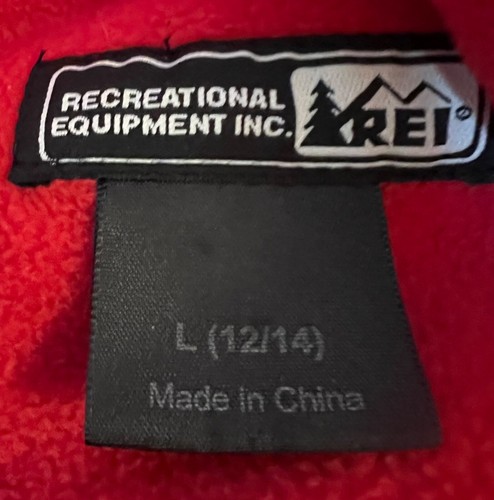 RECREATIONAL
EQUIPMENT INC.
REI®
L (12/14)
Made in China